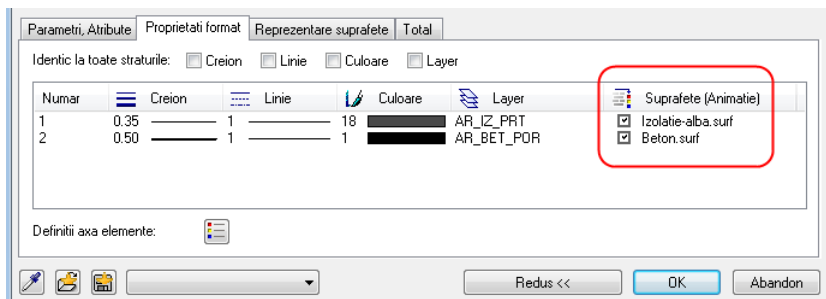 Parametri, Atribute Proprietati format Reprezentare suprafete Total
Identic la toate straturile: Creion Linie Culoare Layer
Numar Creion Linie Culoare Layer Suprafete (Animatie)
1 0.35 1 18 AR_IZ_PRT Izolatie-alba.surf
2 0.50 1 1 AR_BET_POR Beton.surf
Definitii axa elemente:
Redus << OK Abandon